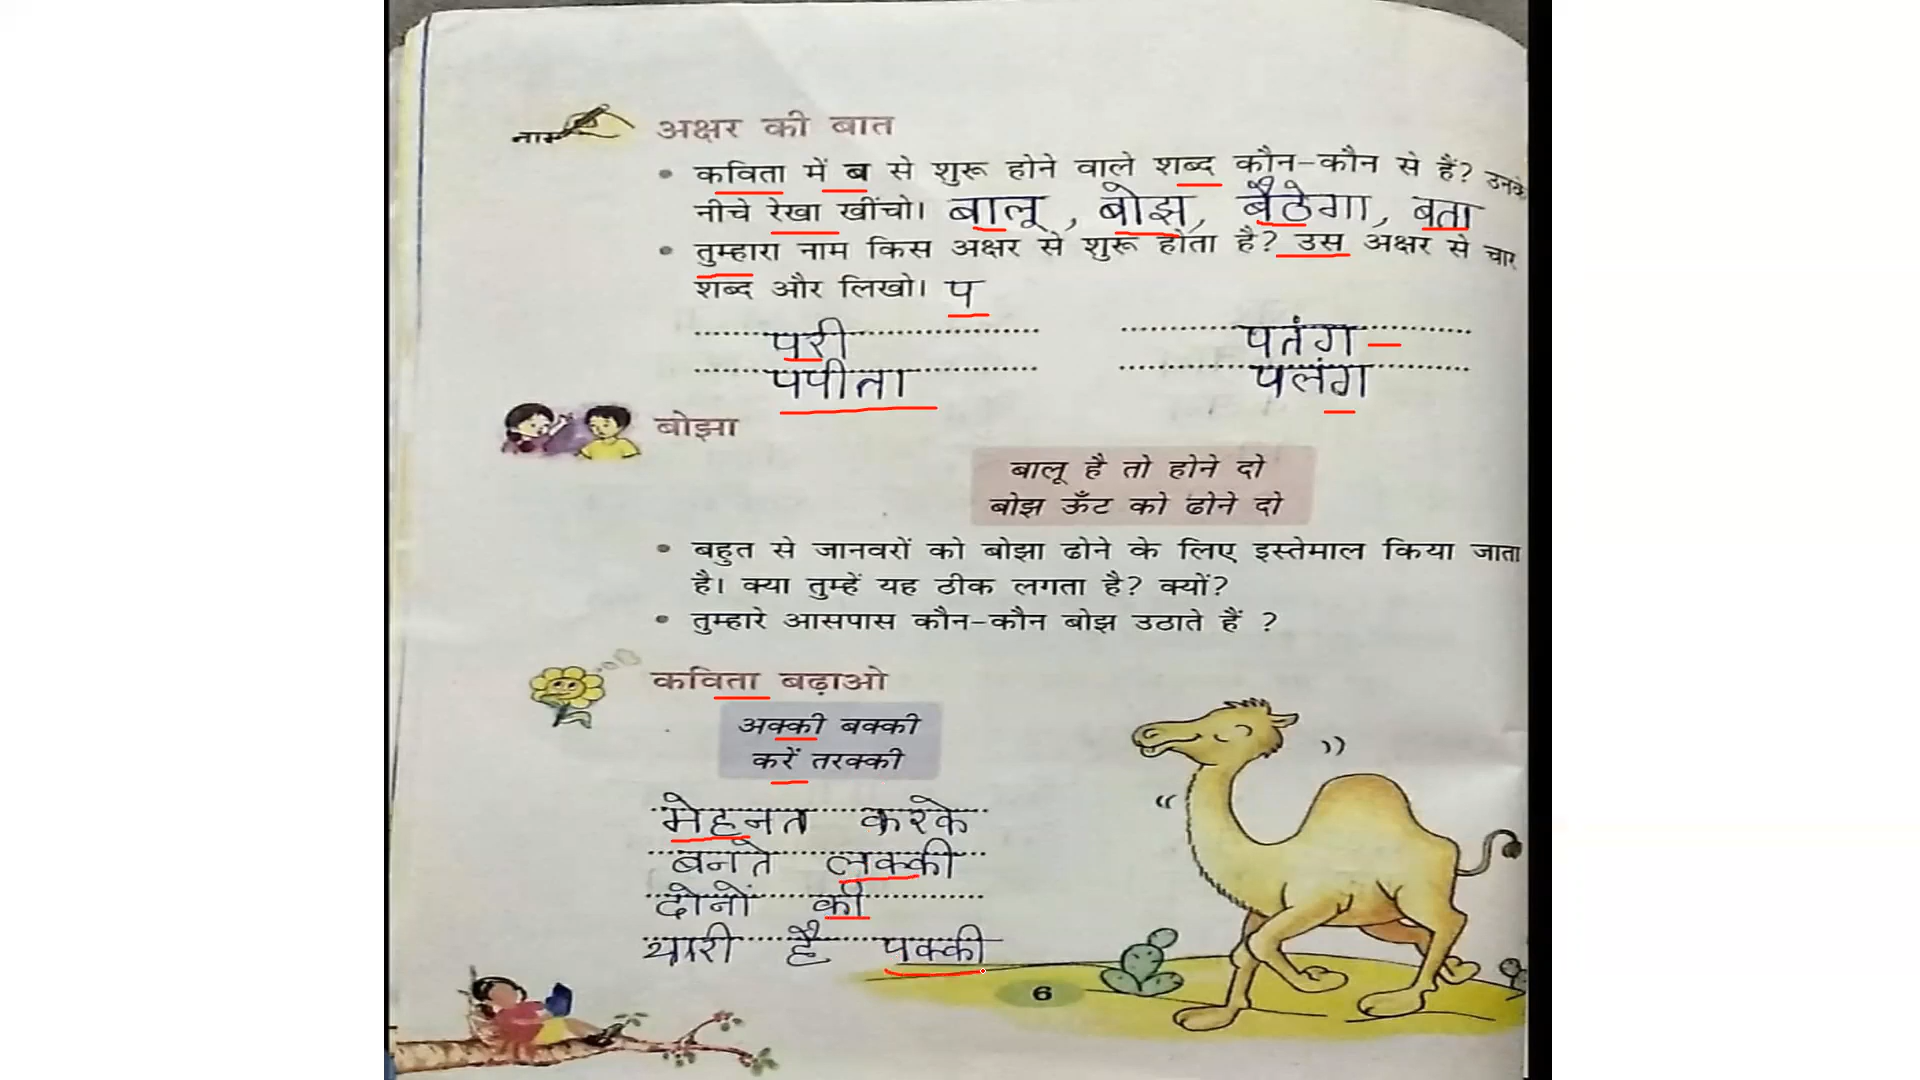 नाम
अक्षर की बात
• कविता में ब से शुरू होने वाले शब्द कौन-कौन से हैं? उनके
नीचे रेखा खींचो। बालू, बोझ, बैठेगा, बता
• तुम्हारा नाम किस अक्षर से शुरू होता है? उस अक्षर से चार
शब्द और लिखो। प
परी पतंग
पपीता पलंग
बोझा
बालू है तो होने दो
बोझ ऊँट को ढोने दो
• बहुत से जानवरों को बोझा ढोने के लिए इस्तेमाल किया जाता
है। क्या तुम्हें यह ठीक लगता है? क्यों?
• तुम्हारे आसपास कौन-कौन बोझ उठाते हैं ?
कविता बढ़ाओ
अक्की बक्की
करें तरक्की
मेहनत करके
बनते लक्की
दोनों की
यारी है पक्की
6